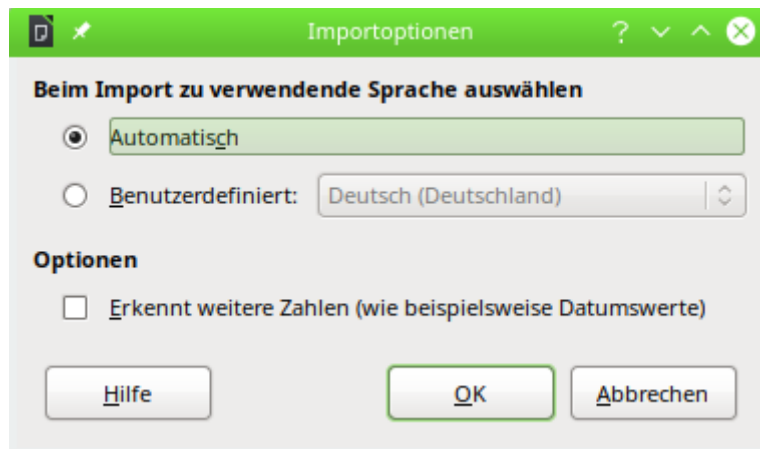 Importoptionen
Beim Import zu verwendende Sprache auswählen
Automatisch
Benutzerdefiniert: Deutsch (Deutschland)
Optionen
Erkennt weitere Zahlen (wie beispielsweise Datumswerte)
Hilfe OK Abbrechen